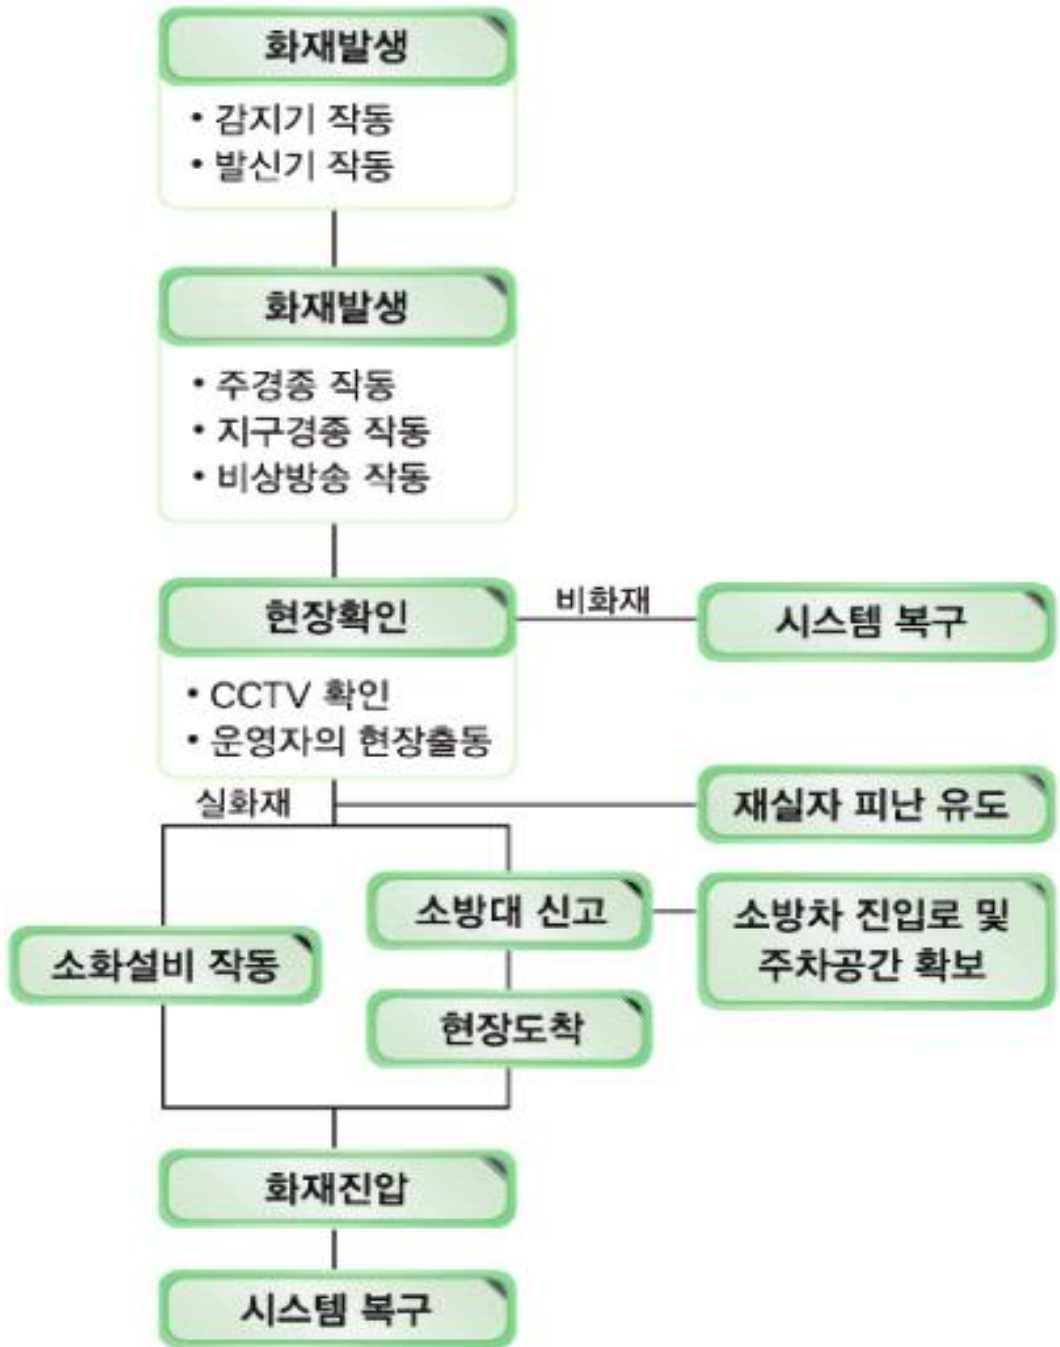 화재발생
• 감지기 작동
• 발신기 작동
화재발생
• 주경종 작동
• 지구경종 작동
• 비상방송 작동
현장확인
비화재
시스템 복구
• CCTV 확인
• 운영자의 현장출동
실화재
재실자 피난 유도
소방대 신고
소방차 진입로 및
주차공간 확보
소화설비 작동
현장도착
화재진압
시스템 복구